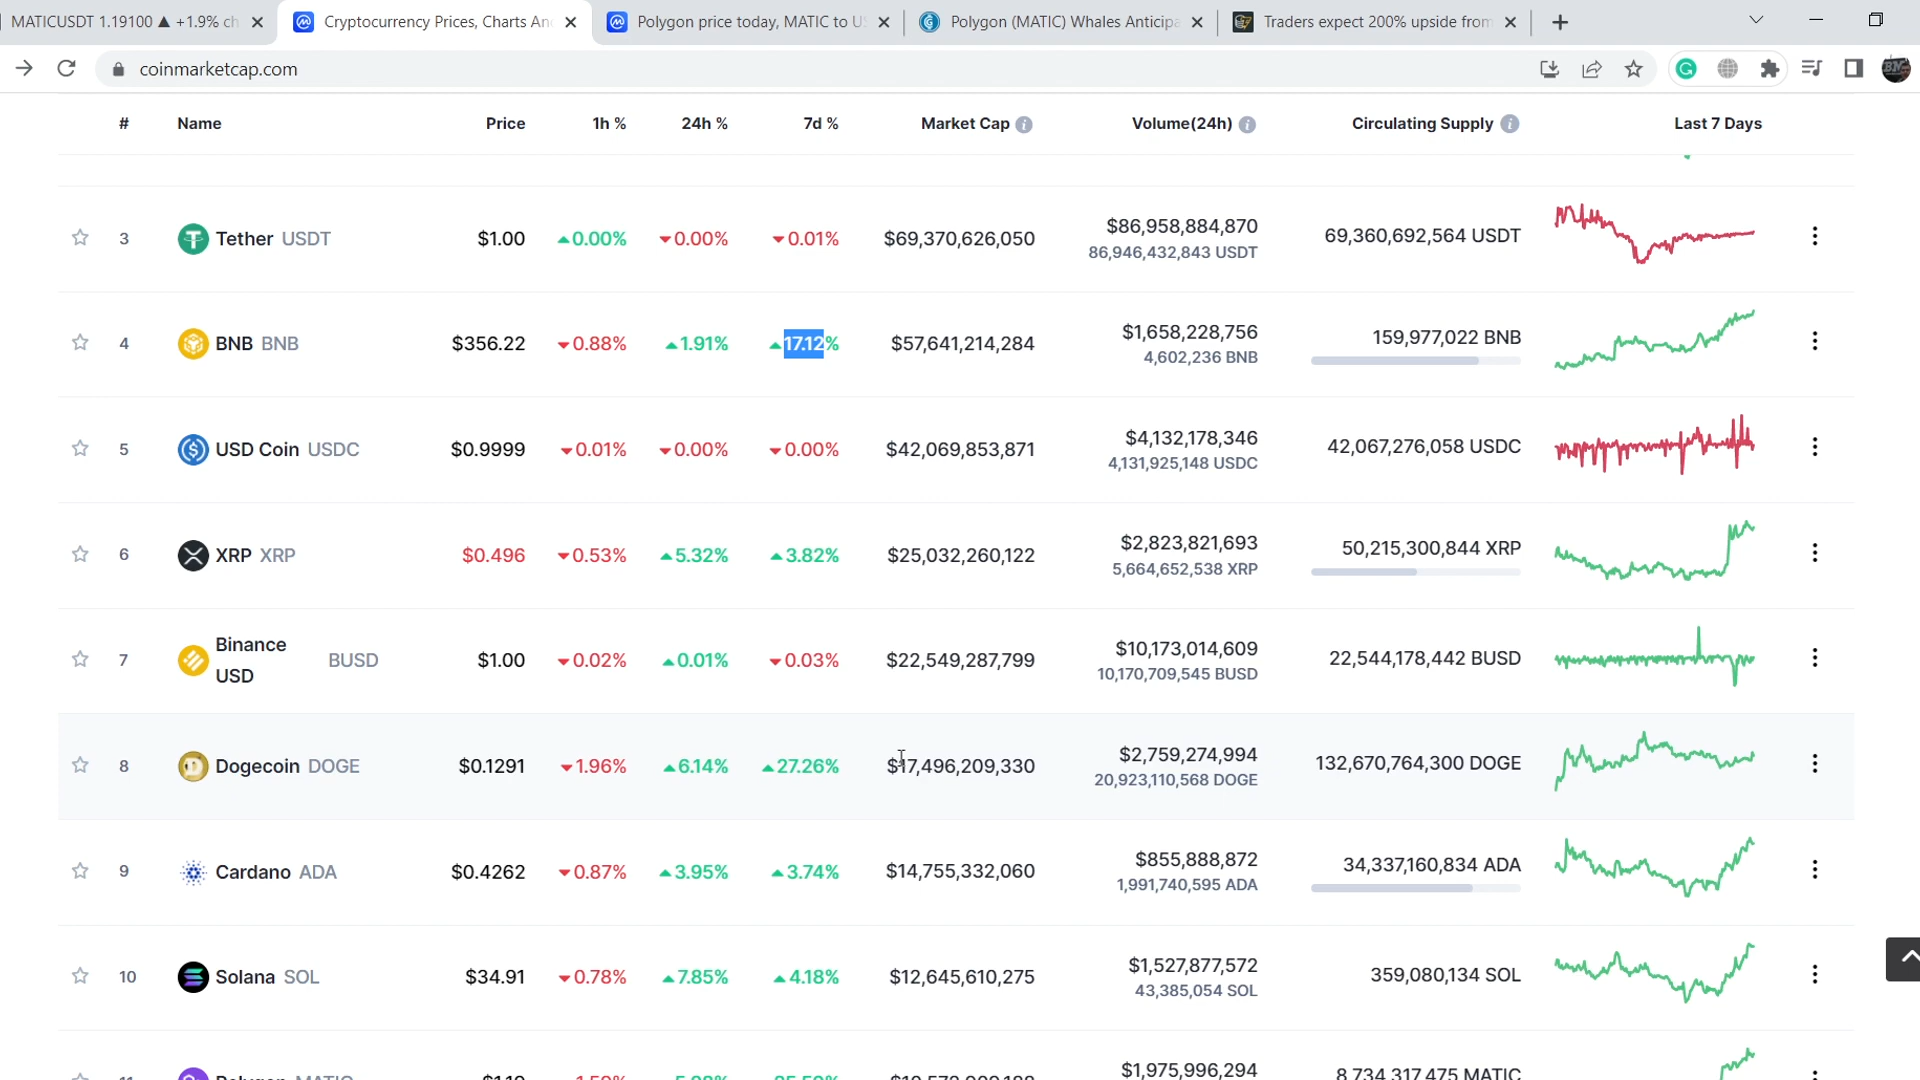 MATICUSDT 1.19100 ▲ +1.9% ch
Cryptocurrency Prices, Charts An
Polygon price today, MATIC to U
Polygon (MATIC) Whales Anticipa
Traders expect 200% upside from
coinmarketcap.com
# Name Price 1h % 24h % 7d % Market Cap Volume(24h) Circulating Supply Last 7 Days
3 Tether USDT $1.00 0.00% 0.00% 0.01% $69,370,626,050 $86,958,884,870 69,360,692,564 USDT
86,946,432,843 USDT
4 BNB BNB $356.22 0.88% 1.91% 17.12% $57,641,214,284 $1,658,228,756 159,977,022 BNB
4,602,236 BNB
5 USD Coin USDC $0.9999 0.01% 0.00% 0.00% $42,069,853,871 $4,132,178,346 42,067,276,058 USDC
4,131,925,148 USDC
6 XRP XRP $0.496 0.53% 5.32% 3.82% $25,032,260,122 $2,823,821,693 50,215,300,844 XRP
5,664,652,538 XRP
7 Binance USD BUSD $1.00 0.02% 0.01% 0.03% $22,549,287,799 $10,173,014,609 22,544,178,442 BUSD
10,170,709,545 BUSD
8 Dogecoin DOGE $0.1291 1.96% 6.14% 27.26% $17,496,209,330 $2,759,274,994 132,670,764,300 DOGE
20,923,110,568 DOGE
9 Cardano ADA $0.4262 0.87% 3.95% 3.74% $14,755,332,060 $855,888,872 34,337,160,834 ADA
1,991,740,595 ADA
10 Solana SOL $34.91 0.78% 7.85% 4.18% $12,645,610,275 $1,527,877,572 359,080,134 SOL
43,385,054 SOL
11 Polygon MATIC $1.19 $1,975,996,294 8,734,317,475 MATIC